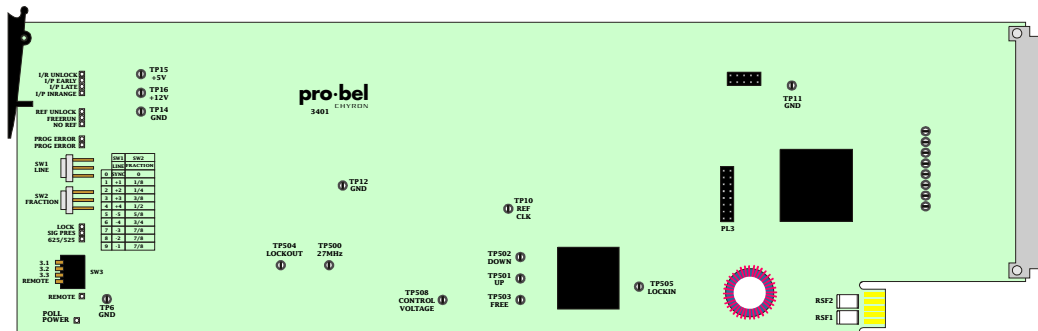 I/R UNLOCK
I/P EARLY
I/P LATE
I/P INRANGE
REF UNLOCK
FREERUN
NO REF
PROG ERROR
PROG ERROR
SW1
LINE
SW2
FRACTION
LOCK
SIG PRES
625/525
3.1
3.2
3.3
REMOTE
SW3
REMOTE
POLL
POWER
TP6
GND
TP15
+5V
TP16
+12V
TP14
GND
SW1 SW2
LINE FRACTION
0 SYNC 0
1 +1 1/8
2 +2 1/4
3 +3 3/8
4 +4 1/2
5 -5 5/8
6 -4 3/4
7 -3 7/8
8 -2 7/8
9 -1 7/8
pro·bel
CHYRON
3401
TP12
GND
TP504
LOCKOUT
TP500
27MHz
TP508
CONTROL
VOLTAGE
TP10
REF
CLK
TP502
DOWN
TP501
UP
TP503
FREE
TP505
LOCKIN
TP11
GND
PL3
RSF2
RSF1